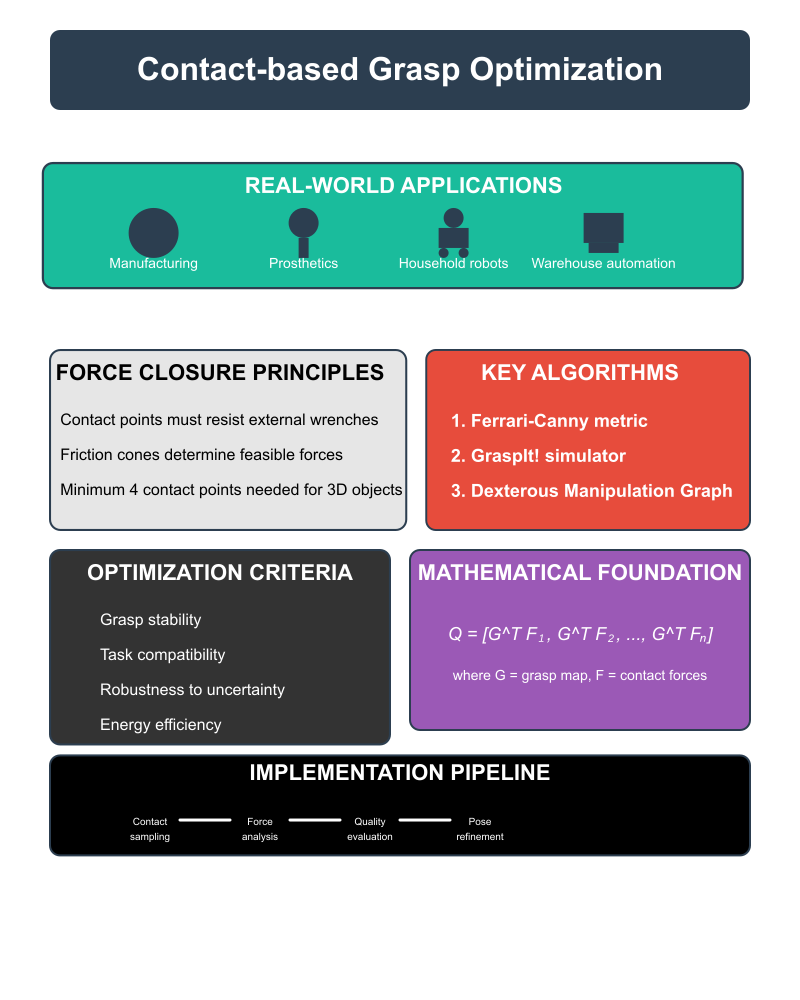 Contact-based Grasp Optimization
REAL-WORLD APPLICATIONS
Manufacturing
Prosthetics
Household robots
Warehouse automation
FORCE CLOSURE PRINCIPLES
Contact points must resist external wrenches
Friction cones determine feasible forces
Minimum 4 contact points needed for 3D objects
KEY ALGORITHMS
1. Ferrari-Canny metric
2. GraspIt! simulator
3. Dexterous Manipulation Graph
OPTIMIZATION CRITERIA
Grasp stability
Task compatibility
Robustness to uncertainty
Energy efficiency
MATHEMATICAL FOUNDATION
Q = [G^T F₁, G^T F₂, ..., G^T Fₙ]
where G = grasp map, F = contact forces
IMPLEMENTATION PIPELINE
Contact
sampling
Force
analysis
Quality
evaluation
Pose
refinement